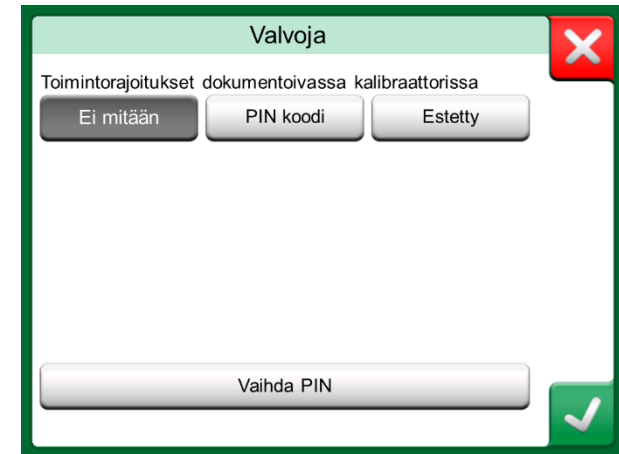 Valvoja
Toimintorajoitukset dokumentoivassa kalibraattorissa
Ei mitään PIN koodi Estetty
Vaihda PIN